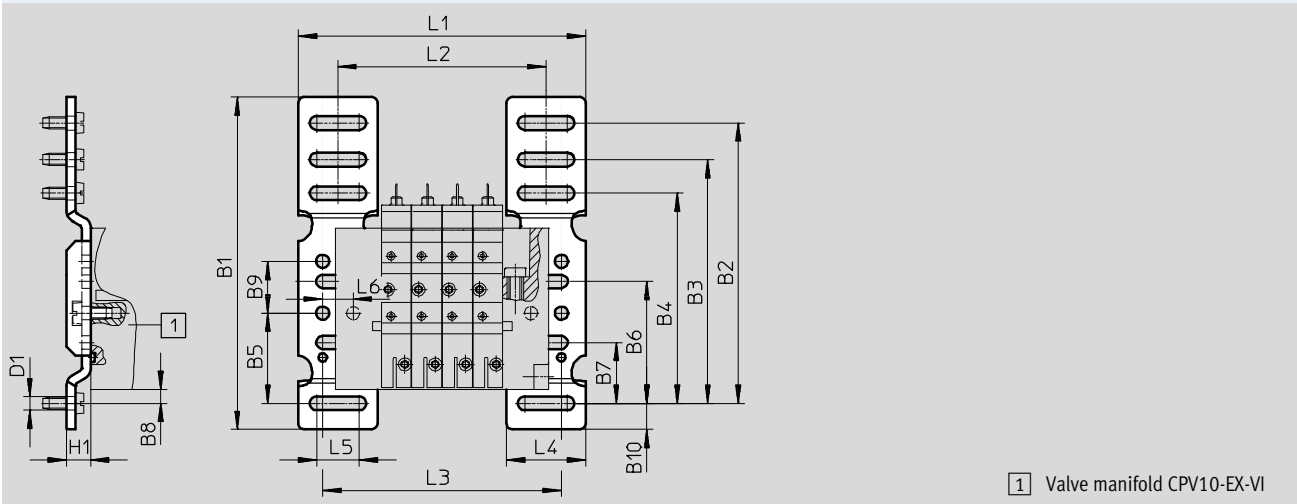 L1
L2
B1
B9
L6
B5
B7
B6
B4
B3
B2
1
D1
B8
H1
L5
L4
B10
L3
1 Valve manifold CPV10-EX-VI